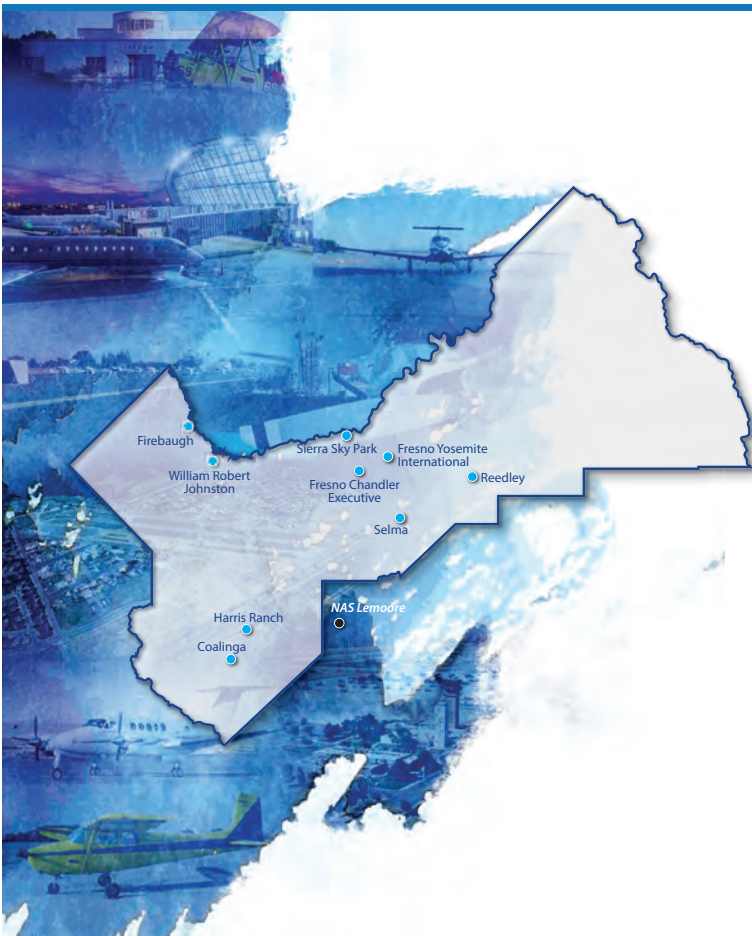 Firebaugh
William Robert
Johnston
Sierra Sky Park
Fresno Yosemite
International
Fresno Chandler
Executive
Reedley
Selma
NAS Lemoore
Harris Ranch
Coalinga